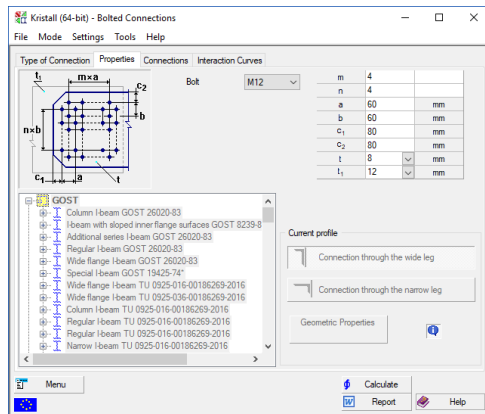 Kristall (64-bit) - Bolted Connections
File Mode Settings Tools Help
Type of Connection Properties Connections Interaction Curves
t₁ m×a c₂
n×b b
c₁ a t
Bolt M12
m 4
n 4
a 60 mm
b 60 mm
c₁ 80 mm
c₂ 80 mm
t 8 mm
t₁ 12 mm
GOST
Column I-beam GOST 26020-83
I-beam with sloped inner flange surfaces GOST 8239-8
Additional series I-beam GOST 26020-83
Regular I-beam GOST 26020-83
Wide flange I-beam GOST 26020-83
Special I-beam GOST 19425-74*
Wide flange I-beam TU 0925-016-00186269-2016
Wide flange I-beam TU 0925-036-00186269-2016
Column I-beam TU 0925-016-00186269-2016
Regular I-beam TU 0925-016-00186269-2016
Regular I-beam TU 0925-036-00186269-2016
Narrow I-beam TU 0925-016-00186269-2016
Current profile
Connection through the wide leg
Connection through the narrow leg
Geometric Properties
Menu
Calculate
Report
Help